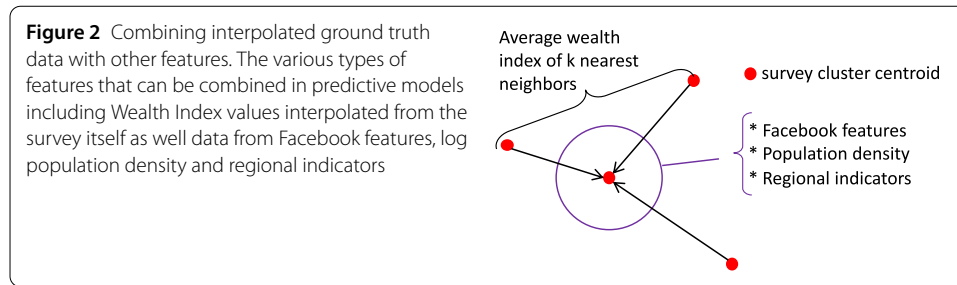 Figure 2 Combining interpolated ground truth
data with other features. The various types of
features that can be combined in predictive models
including Wealth Index values interpolated from the
survey itself as well data from Facebook features, log
population density and regional indicators
Average wealth
index of k nearest
neighbors
survey cluster centroid
* Facebook features
* Population density
* Regional indicators